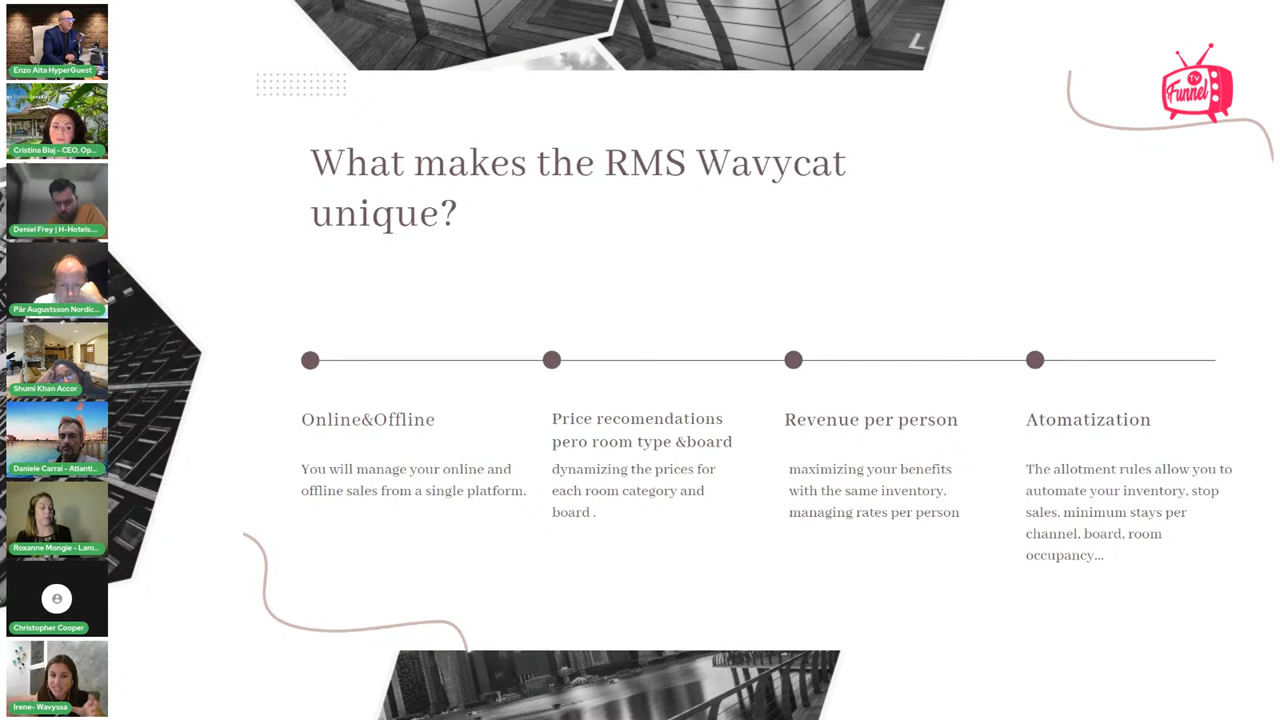 Enzo Aita HyperGuest
Cristina Blaj - CEO, Op...
Deniel Frey | H-Hotels....
Pär Augustsson Nordic...
Shumi Khan Accor
Daniele Carrai - Atlanti...
Roxanne Mongie - Lam...
Christopher Cooper
Irene- Wavyssa
TV
Funnel
What makes the RMS Wavycat
unique?
Online&Offline
You will manage your online and
offline sales from a single platform.
Price recomendations
pero room type &board
dynamizing the prices for
each room category and
board .
Revenue per person
maximizing your benefits
with the same inventory,
managing rates per person
Atomatization
The allotment rules allow you to
automate your inventory, stop
sales, minimum stays per
channel, board, room
occupancy...